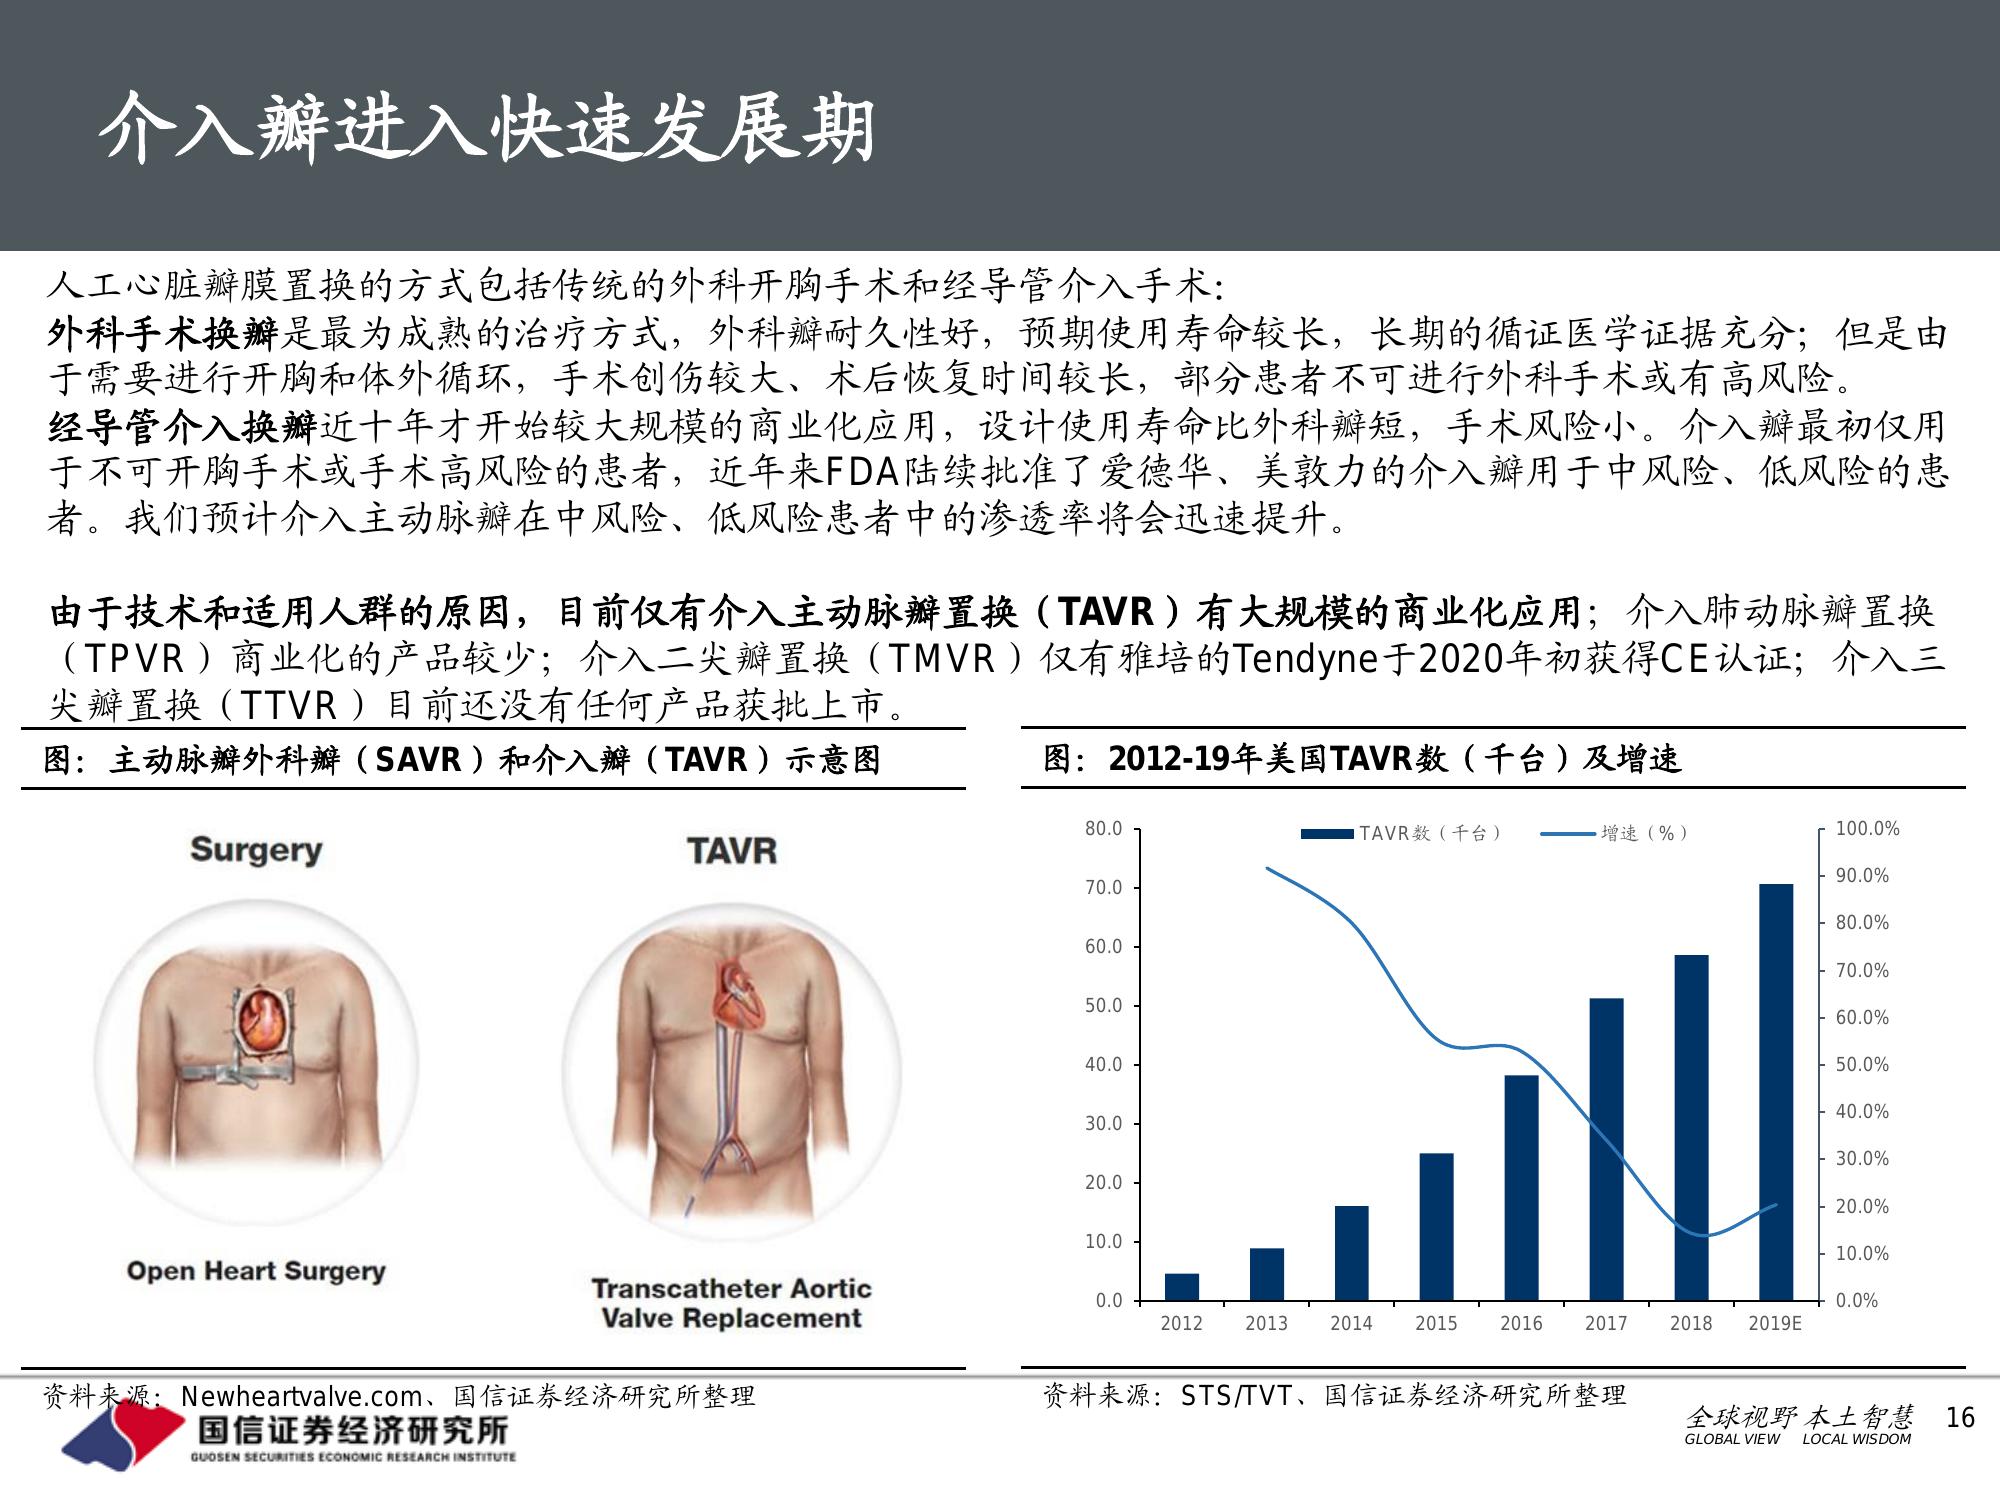 介入瓣进入快速发展期
人工心脏瓣膜置换的方式包括传统的外科开胸手术和经导管介入手术：
外科手术换瓣是最为成熟的治疗方式，外科瓣耐久性好，预期使用寿命较长，长期的循证医学证据充分；但是由
于需要进行开胸和体外循环，手术创伤较大、术后恢复时间较长，部分患者不可进行外科手术或有高风险。
经导管介入换瓣近十年才开始较大规模的商业化应用，设计使用寿命比外科瓣短，手术风险小。介入瓣最初仅用
于不可开胸手术或手术高风险的患者，近年来FDA陆续批准了爱德华、美敦力的介入瓣用于中风险、低风险的患
者。我们预计介入主动脉瓣在中风险、低风险患者中的渗透率将会迅速提升。
由于技术和适用人群的原因，目前仅有介入主动脉瓣置换（TAVR）有大规模的商业化应用；介入肺动脉瓣置换
（TPVR）商业化的产品较少；介入二尖瓣置换（TMVR）仅有雅培的Tendyne于2020年初获得CE认证；介入三
尖瓣置换（TTVR）目前还没有任何产品获批上市。
图：主动脉瓣外科瓣（SAVR）和介入瓣（TAVR）示意图
Surgery
TAVR
Open Heart Surgery
Transcatheter Aortic
Valve Replacement
资料来源：Newheartvalve.com、国信证券经济研究所整理
图：2012-19年美国TAVR数（千台）及增速
TAVR数（千台）
增速（%）
80.0
70.0
60.0
50.0
40.0
30.0
20.0
10.0
0.0
100.0%
90.0%
80.0%
70.0%
60.0%
50.0%
40.0%
30.0%
20.0%
10.0%
0.0%
2012 2013 2014 2015 2016 2017 2018 2019E
资料来源：STS/TVT、国信证券经济研究所整理
国信证券经济研究所
GUOSEN SECURITIES ECONOMIC RESEARCH INSTITUTE
全球视野 本土智慧
GLOBAL VIEW LOCAL WISDOM
16